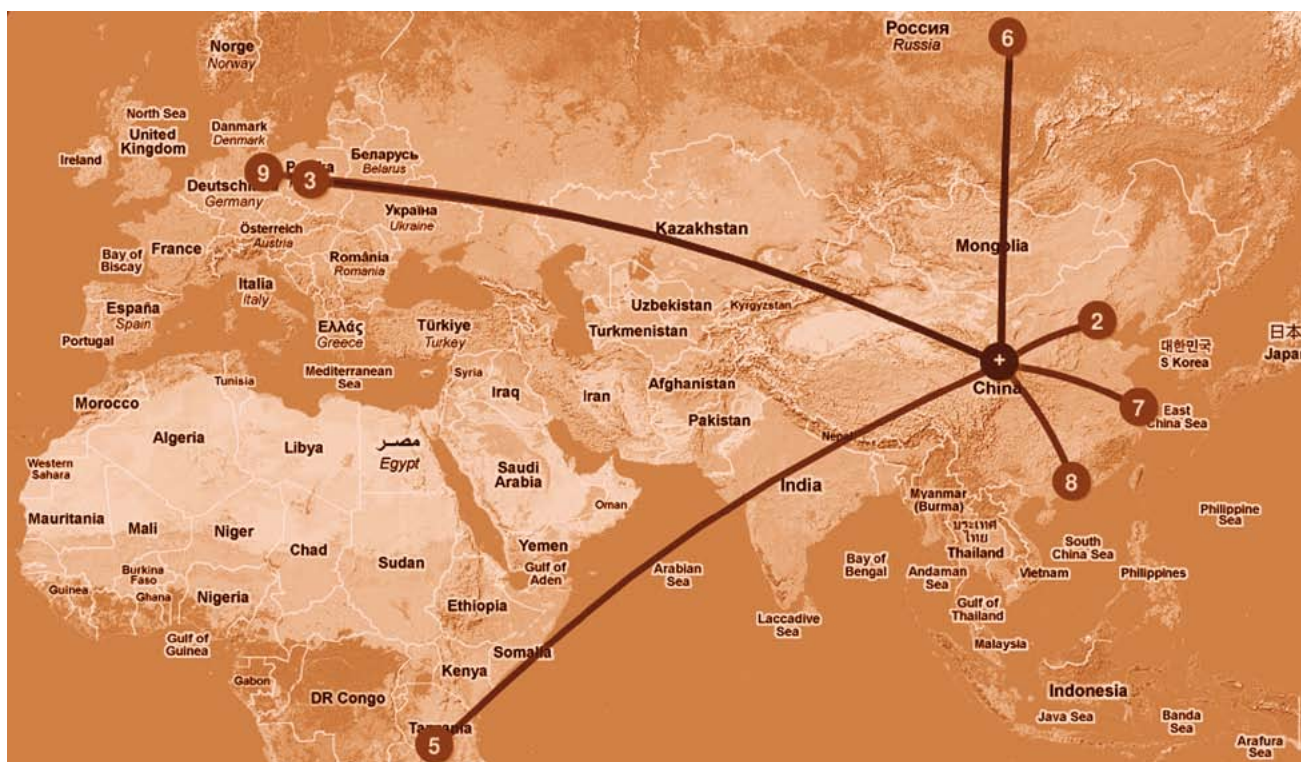 Россия
Russia
6
Norge
Norway
North Sea
Danmark
Denmark
United
Kingdom
Ireland
Беларусь
Belarus
9
3
Deutschl
Germany
Україна
Ukraine
Österreich
Austria
France
Kazakhstan
Mongolia
Bay of
Biscay
România
Romania
Italia
Italy
España
Spain
Uzbekistan
Kyrgyzstan
Portugal
Ελλάς
Greece
Türkiye
Turkey
Turkmenistan
2
日本
Japa
대한민국
S Korea
+
China
Mediterranean
Sea
Tunisia
Syria
Afghanistan
Iraq
Iran
Morocco
Pakistan
7
East
China Sea
Algeria
Libya
مصر
Egypt
Nepal
Western
Sahara
Saudi
Arabia
Oman
India
8
Myanmar
(Burma)
Philippine
Sea
Mauritania
Mali
Niger
Chad
Sudan
Yemen
Gulf of
Aden
Arabian
Sea
Bay of
Bengal
ประเทศ
ไทย
Thailand
Andaman
Sea
South
China Sea
Vietnam
Philippines
Burkina
Faso
Guinea
Ghana
Nigeria
Ethiopia
Gulf of
Thailand
Laccadive
Sea
Gulf of
Guinea
Somalia
Kenya
Malaysia
Gabon
DR Congo
Indonesia
Java Sea
Banda
Sea
Arafura
Sea
5